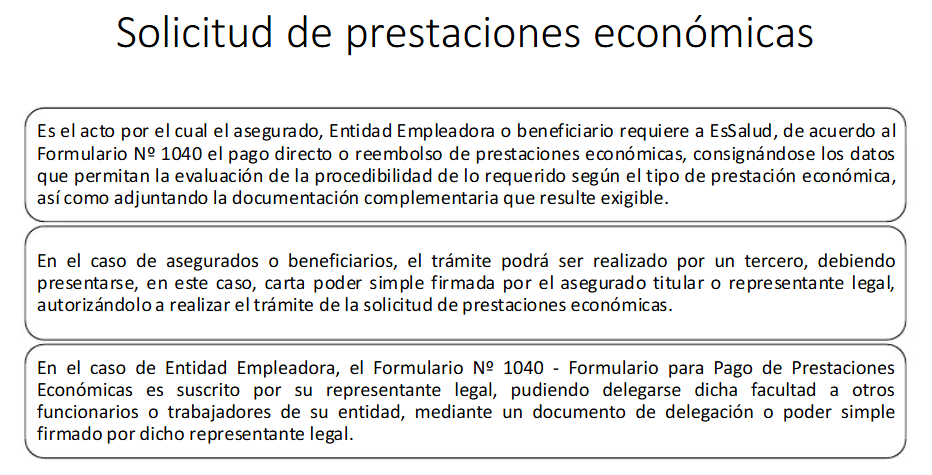 Solicitud de prestaciones económicas
Es el acto por el cual el asegurado, Entidad Empleadora o beneficiario requiere a EsSalud, de acuerdo al
Formulario Nº 1040 el pago directo o reembolso de prestaciones económicas, consignándose los datos
que permitan la evaluación de la procedibilidad de lo requerido según el tipo de prestación económica,
así como adjuntando la documentación complementaria que resulte exigible.
En el caso de asegurados o beneficiarios, el trámite podrá ser realizado por un tercero, debiendo
presentarse, en este caso, carta poder simple firmada por el asegurado titular o representante legal,
autorizándolo a realizar el trámite de la solicitud de prestaciones económicas.
En el caso de Entidad Empleadora, el Formulario Nº 1040 - Formulario para Pago de Prestaciones
Económicas es suscrito por su representante legal, pudiendo delegarse dicha facultad a otros
funcionarios o trabajadores de su entidad, mediante un documento de delegación o poder simple
firmado por dicho representante legal.